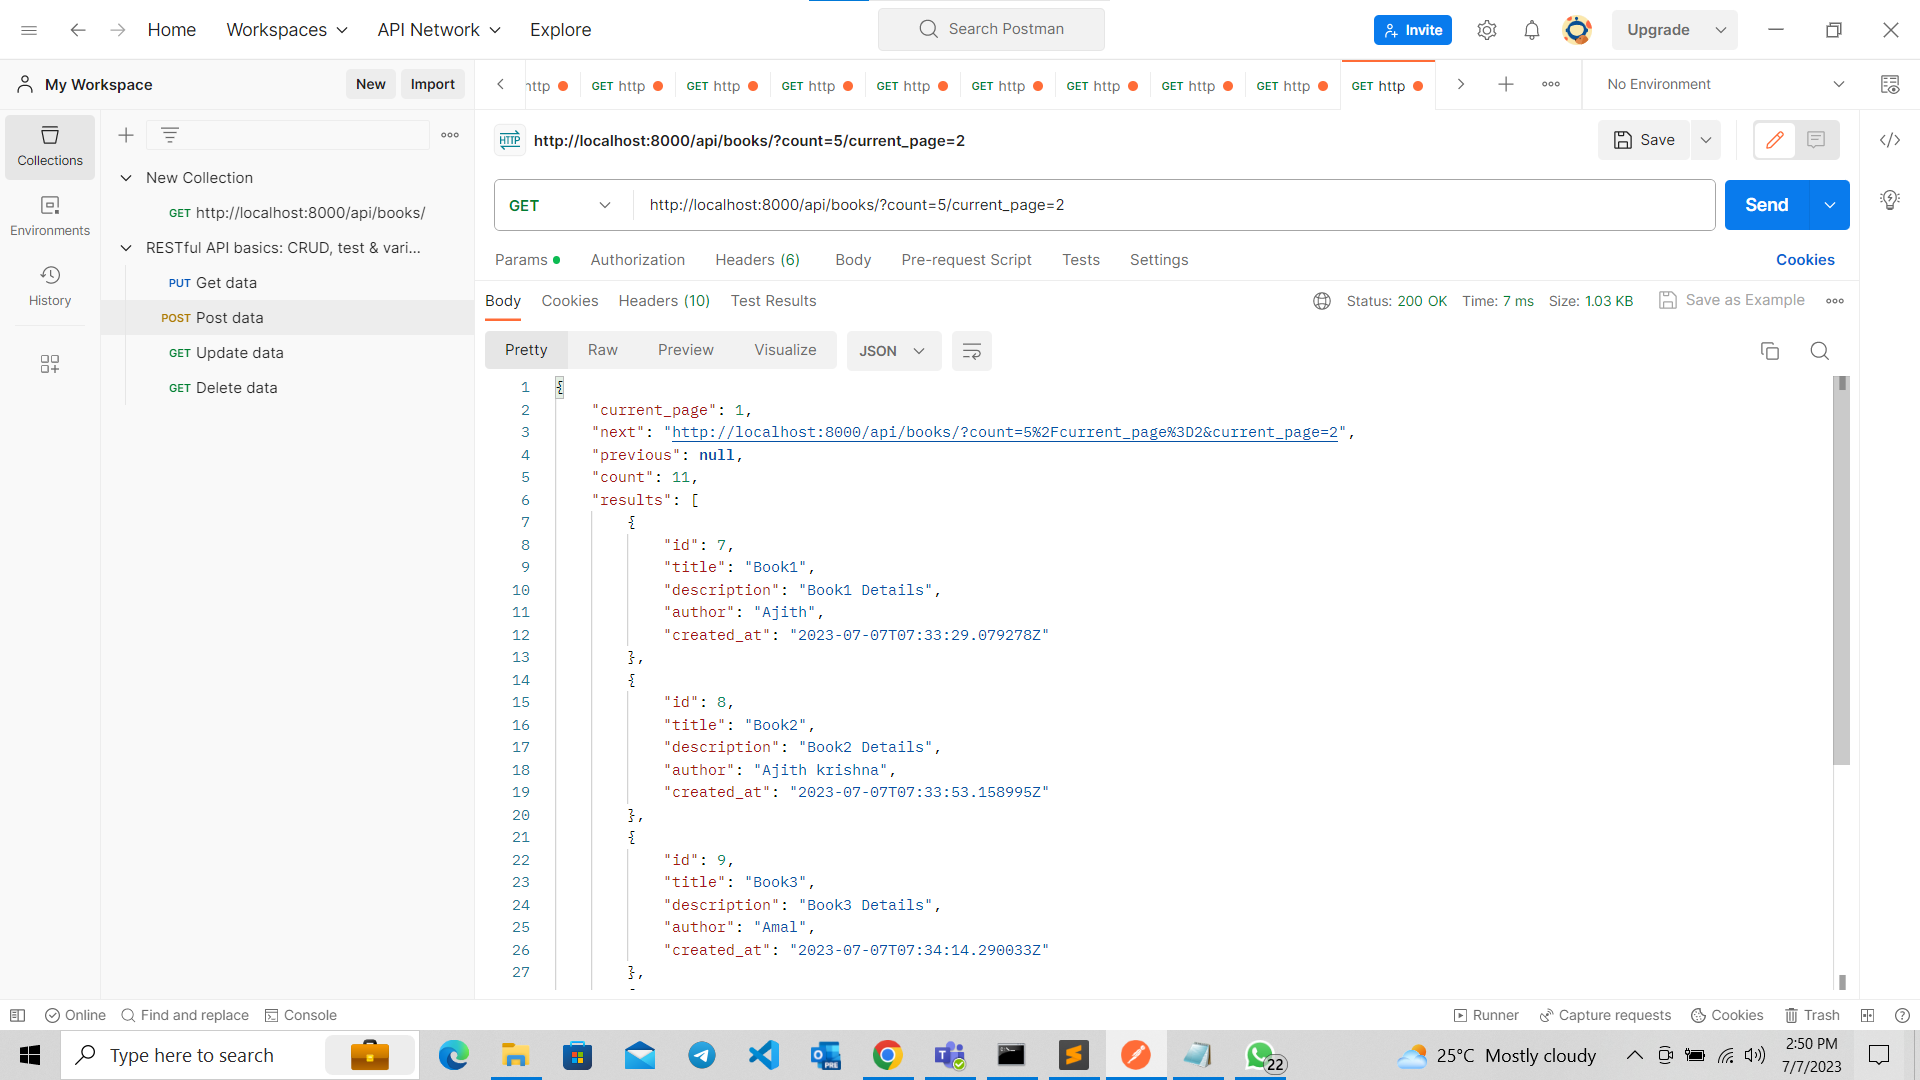 Home
Workspaces
API Network
Explore
Search Postman
Invite
Upgrade
My Workspace
New
Import
http
GET http
GET http
GET http
GET http
GET http
GET http
GET http
GET http
GET http
No Environment
Collections
Environments
History
New Collection
GET http://localhost:8000/api/books/
RESTful API basics: CRUD, test & vari...
PUT Get data
POST Post data
GET Update data
GET Delete data
HTTP http://localhost:8000/api/books/?count=5/current_page=2
Save
GET
http://localhost:8000/api/books/?count=5/current_page=2
Send
Params
Authorization
Headers (6)
Body
Pre-request Script
Tests
Settings
Cookies
Body
Cookies
Headers (10)
Test Results
Status: 200 OK
Time: 7 ms
Size: 1.03 KB
Save as Example
Pretty
Raw
Preview
Visualize
JSON
1 {
2 "current_page": 1,
3 "next": "http://localhost:8000/api/books/?count=5%2Fcurrent_page%3D2&current_page=2",
4 "previous": null,
5 "count": 11,
6 "results": [
7 {
8 "id": 7,
9 "title": "Book1",
10 "description": "Book1 Details",
11 "author": "Ajith",
12 "created_at": "2023-07-07T07:33:29.079278Z"
13 },
14 {
15 "id": 8,
16 "title": "Book2",
17 "description": "Book2 Details",
18 "author": "Ajith krishna",
19 "created_at": "2023-07-07T07:33:53.158995Z"
20 },
21 {
22 "id": 9,
23 "title": "Book3",
24 "description": "Book3 Details",
25 "author": "Amal",
26 "created_at": "2023-07-07T07:34:14.290033Z"
27 },
Online
Find and replace
Console
Runner
Capture requests
Cookies
Trash
Type here to search
PRE
22
25°C Mostly cloudy
2:50 PM
7/7/2023